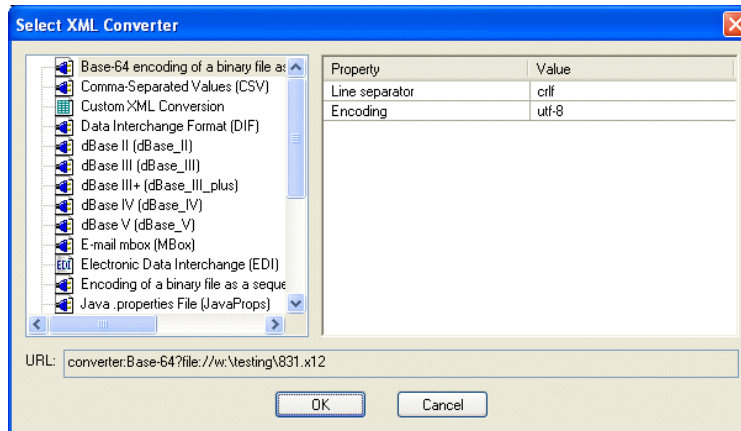 Select XML Converter
Base-64 encoding of a binary file as
Comma-Separated Values (CSV)
Custom XML Conversion
Data Interchange Format (DIF)
dBase II (dBase_II)
dBase III (dBase_III)
dBase III+ (dBase_III_plus)
dBase IV (dBase_IV)
dBase V (dBase_V)
E-mail mbox (MBox)
EDI Electronic Data Interchange (EDI)
Encoding of a binary file as a seque
Java .properties File (JavaProps)
Property Value
Line separator crlf
Encoding utf-8
URL: converter:Base-64?file://w:\testing\831.x12
OK Cancel